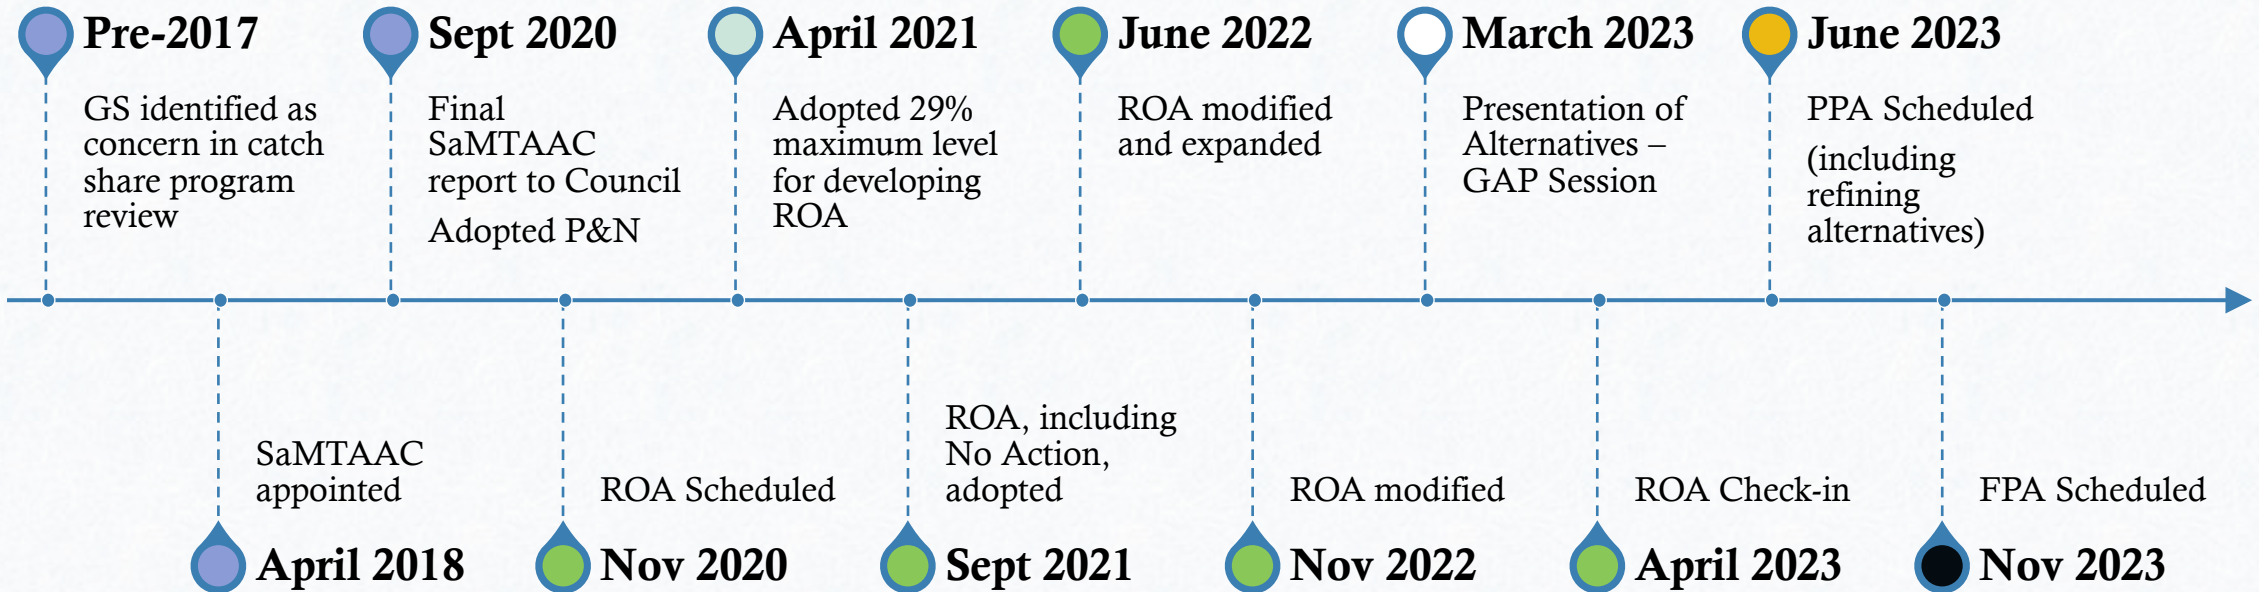 Pre-2017
GS identified as
concern in catch
share program
review
Sept 2020
Final
SaMTAAC
report to Council
Adopted P&N
April 2021
Adopted 29%
maximum level
for developing
ROA
June 2022
ROA modified
and expanded
March 2023
Presentation of
Alternatives –
GAP Session
June 2023
PPA Scheduled
(including
refining
alternatives)
SaMTAAC
appointed
April 2018
ROA Scheduled
Nov 2020
ROA, including
No Action,
adopted
Sept 2021
ROA modified
Nov 2022
ROA Check-in
April 2023
FPA Scheduled
Nov 2023